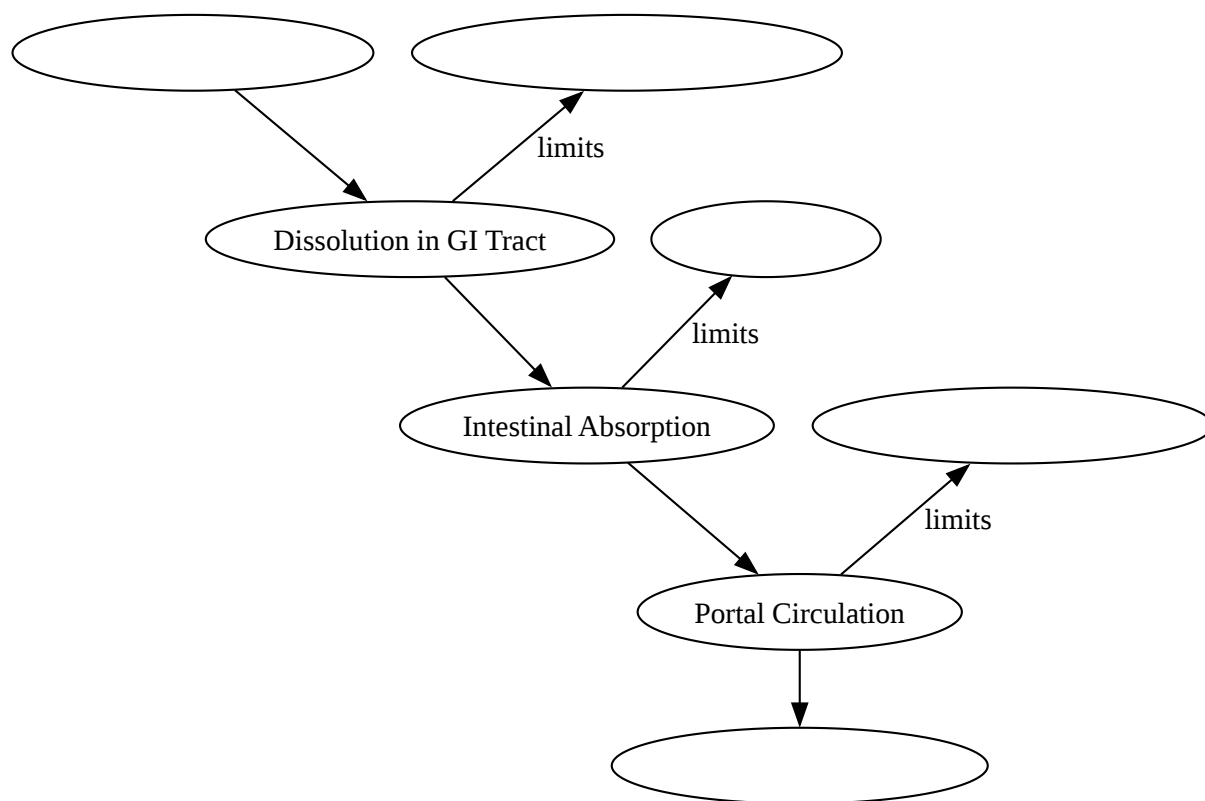 limits
Dissolution in GI Tract
limits
Intestinal Absorption
limits
Portal Circulation